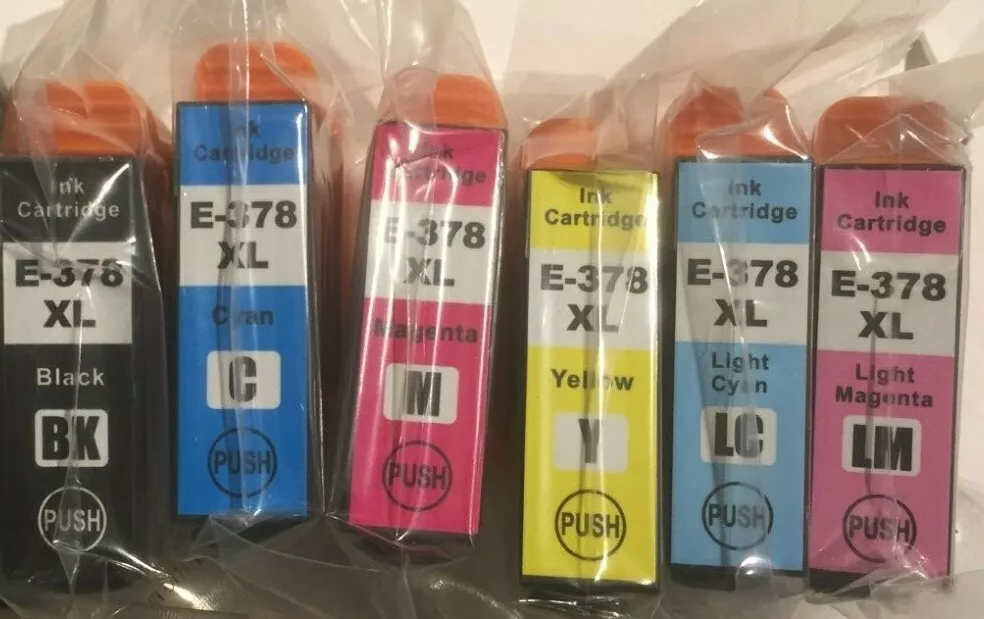 Ink
Cartridge
E-378
XL
Black
BK
PUSH
Ink
Cartridge
E-378
XL
Cyan
C
PUSH
Ink
Cartridge
E-378
XL
Magenta
M
PUSH
Ink
Cartridge
E-378
XL
Yellow
Y
PUSH
Ink
Cartridge
E-378
XL
Light
Cyan
LC
PUSH
Ink
Cartridge
E-378
XL
Light
Magenta
LM
PUSH